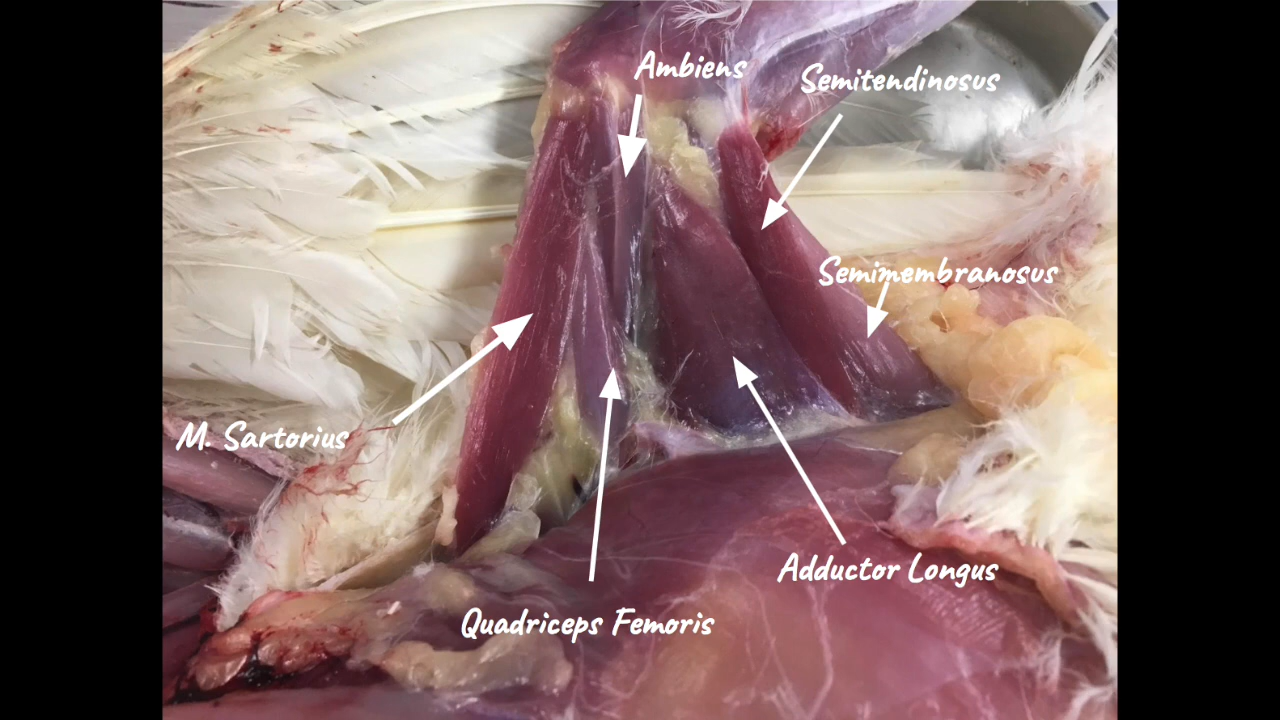 Ambiens
Semitendinosus
Semimembranosus
M. Sartorius
Adductor Longus
Quadriceps Femoris